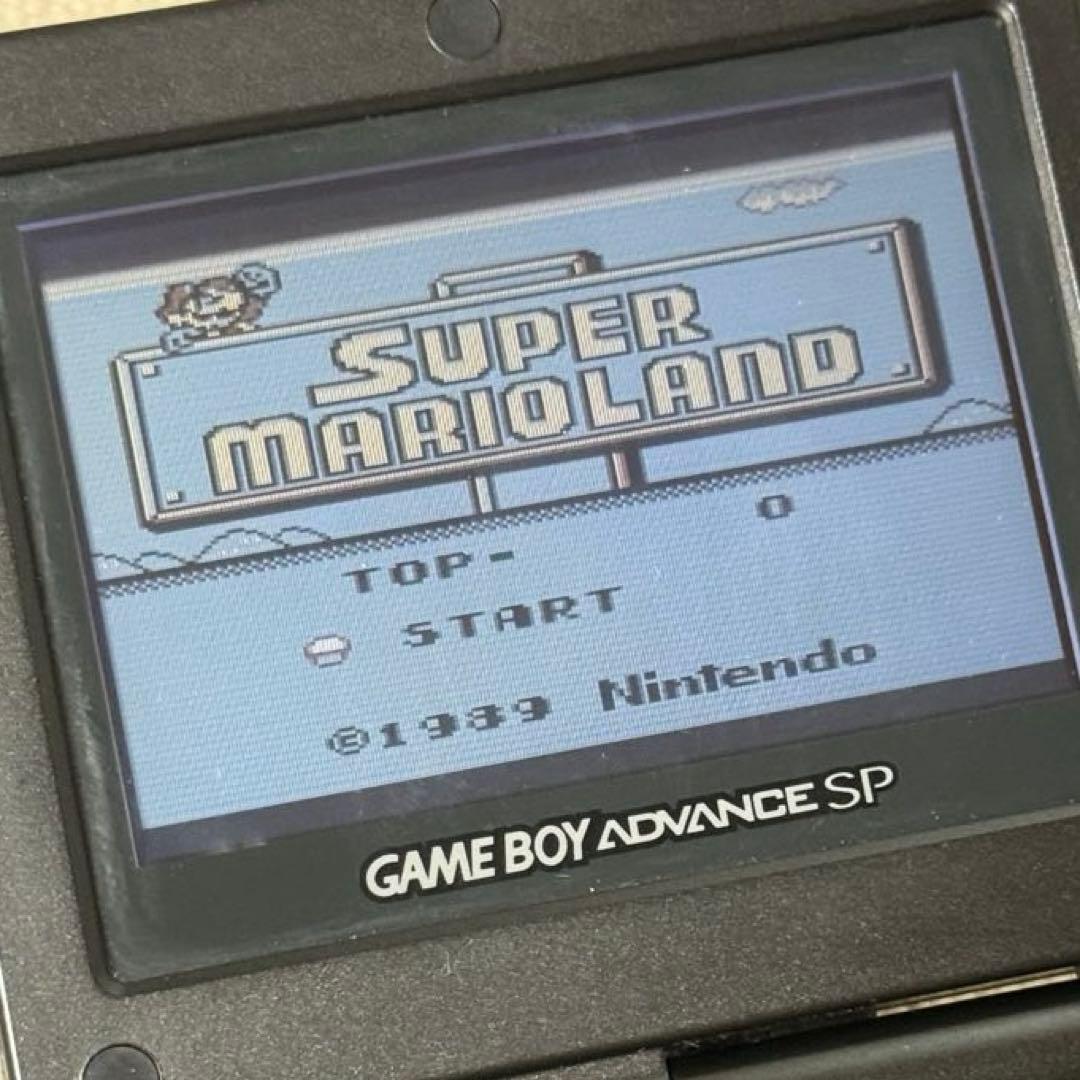 SUPER
MARIOLAND
TOP- 0
START
©1989 Nintendo
GAME BOY ADVANCE SP